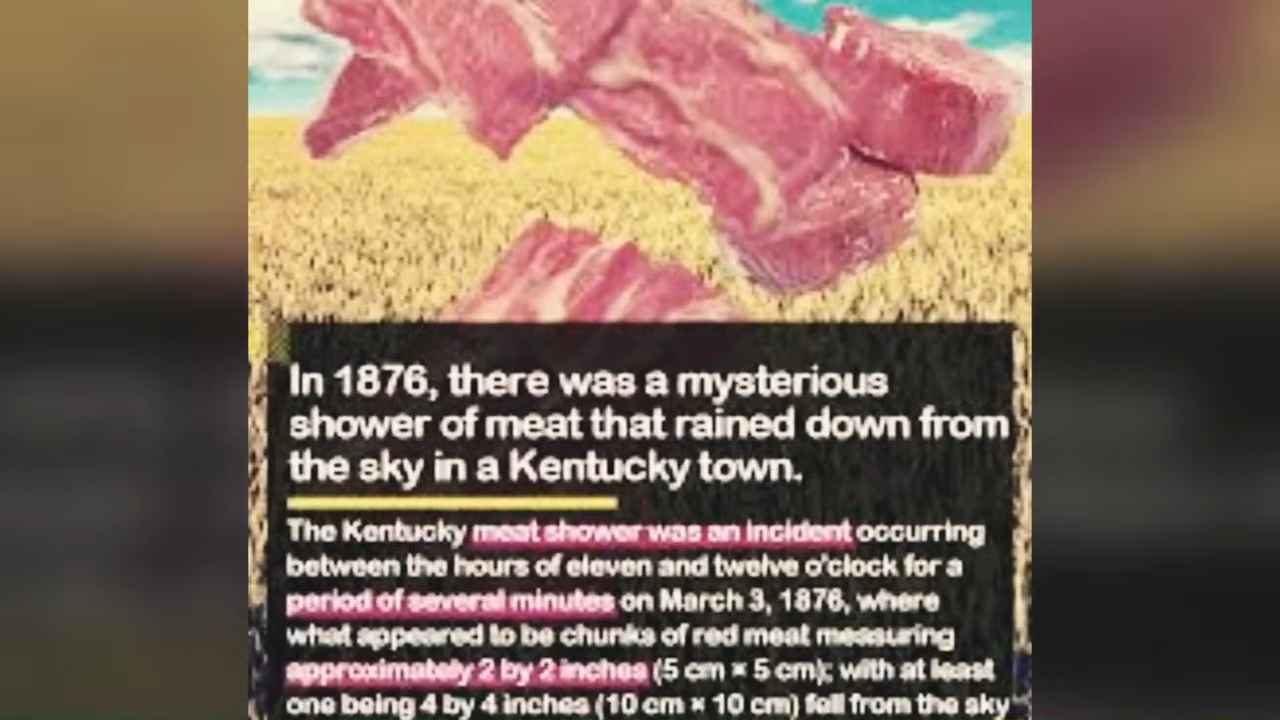 In 1876, there was a mysterious
shower of meat that rained down from
the sky in a Kentucky town.
The Kentucky meat shower was an incident occurring
between the hours of eleven and twelve o'clock for a
period of several minutes on March 3, 1876, where
what appeared to be chunks of red meat measuring
approximately 2 by 2 inches (5 cm × 5 cm); with at least
one being 4 by 4 inches (10 cm × 10 cm) fell from the sky